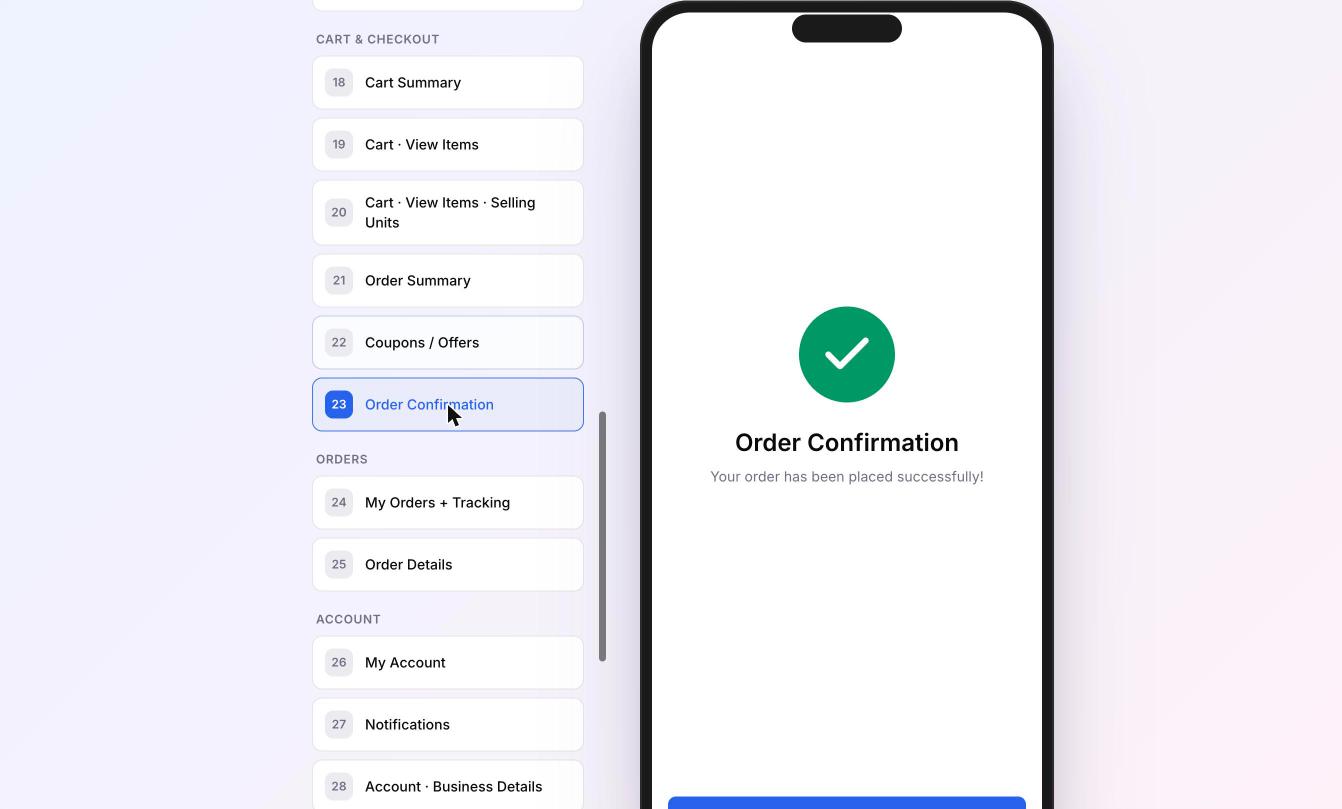 CART & CHECKOUT
18 Cart Summary
19 Cart · View Items
20 Cart · View Items · Selling
Units
21 Order Summary
22 Coupons / Offers
23 Order Confirmation
ORDERS
24 My Orders + Tracking
25 Order Details
ACCOUNT
26 My Account
27 Notifications
28 Account · Business Details
Order Confirmation
Your order has been placed successfully!